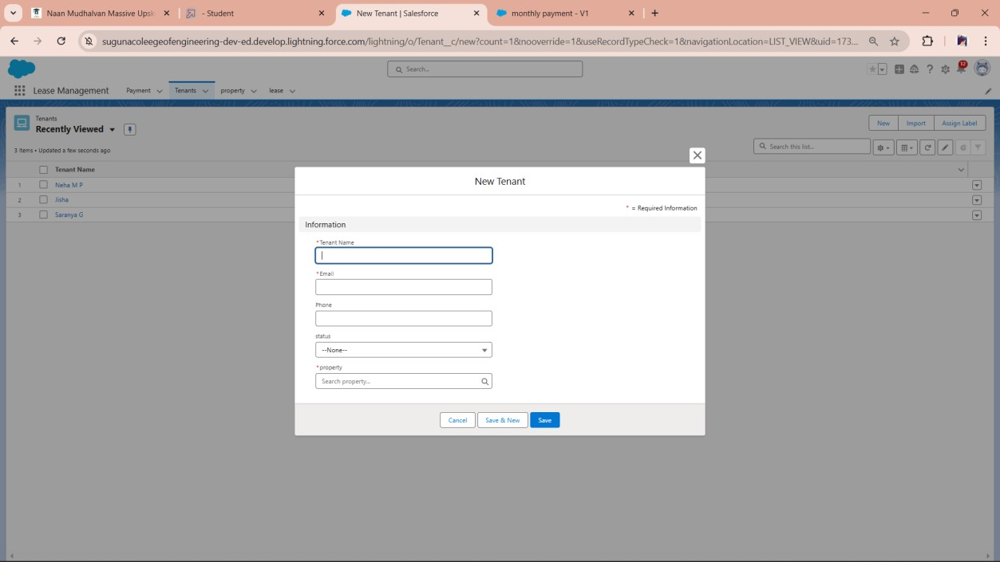 Naan Mudhalvan Massive Upsk
- Student
New Tenant | Salesforce
monthly payment - V1
sugunacoleegeofengineering-dev-ed.develop.lightning.force.com/lightning/o/Tenant__c/new?count=1&nooverride=1&useRecordTypeCheck=1&navigationLocation=LIST_VIEW&uid=173...
Search...
12
Lease Management
Payment
Tenants
property
lease
Tenants
Recently Viewed
New
Import
Assign Label
3 items • Updated a few seconds ago
Search this list...
Tenant Name
1 Neha M P
2 Jisha
3 Saranya G
New Tenant
* = Required Information
Information
*Tenant Name
*Email
Phone
status
--None--
*property
Search property...
Cancel
Save & New
Save